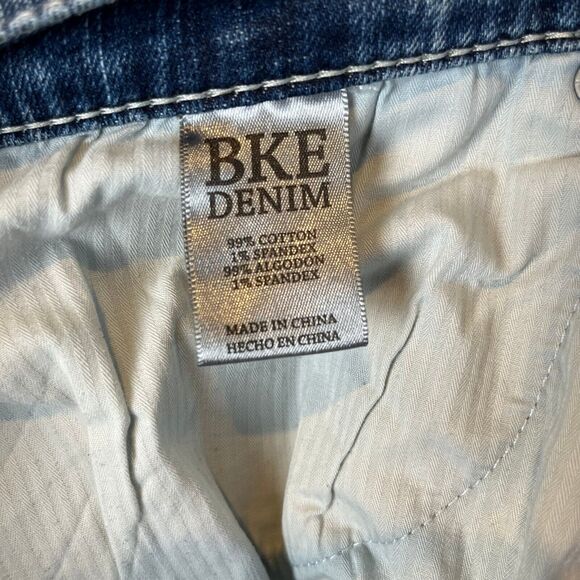 BKE
DENIM
99% COTTON
1% SPANDEX
99% ALGODON
1% SPANDEX
MADE IN CHINA
HECHO EN CHINA